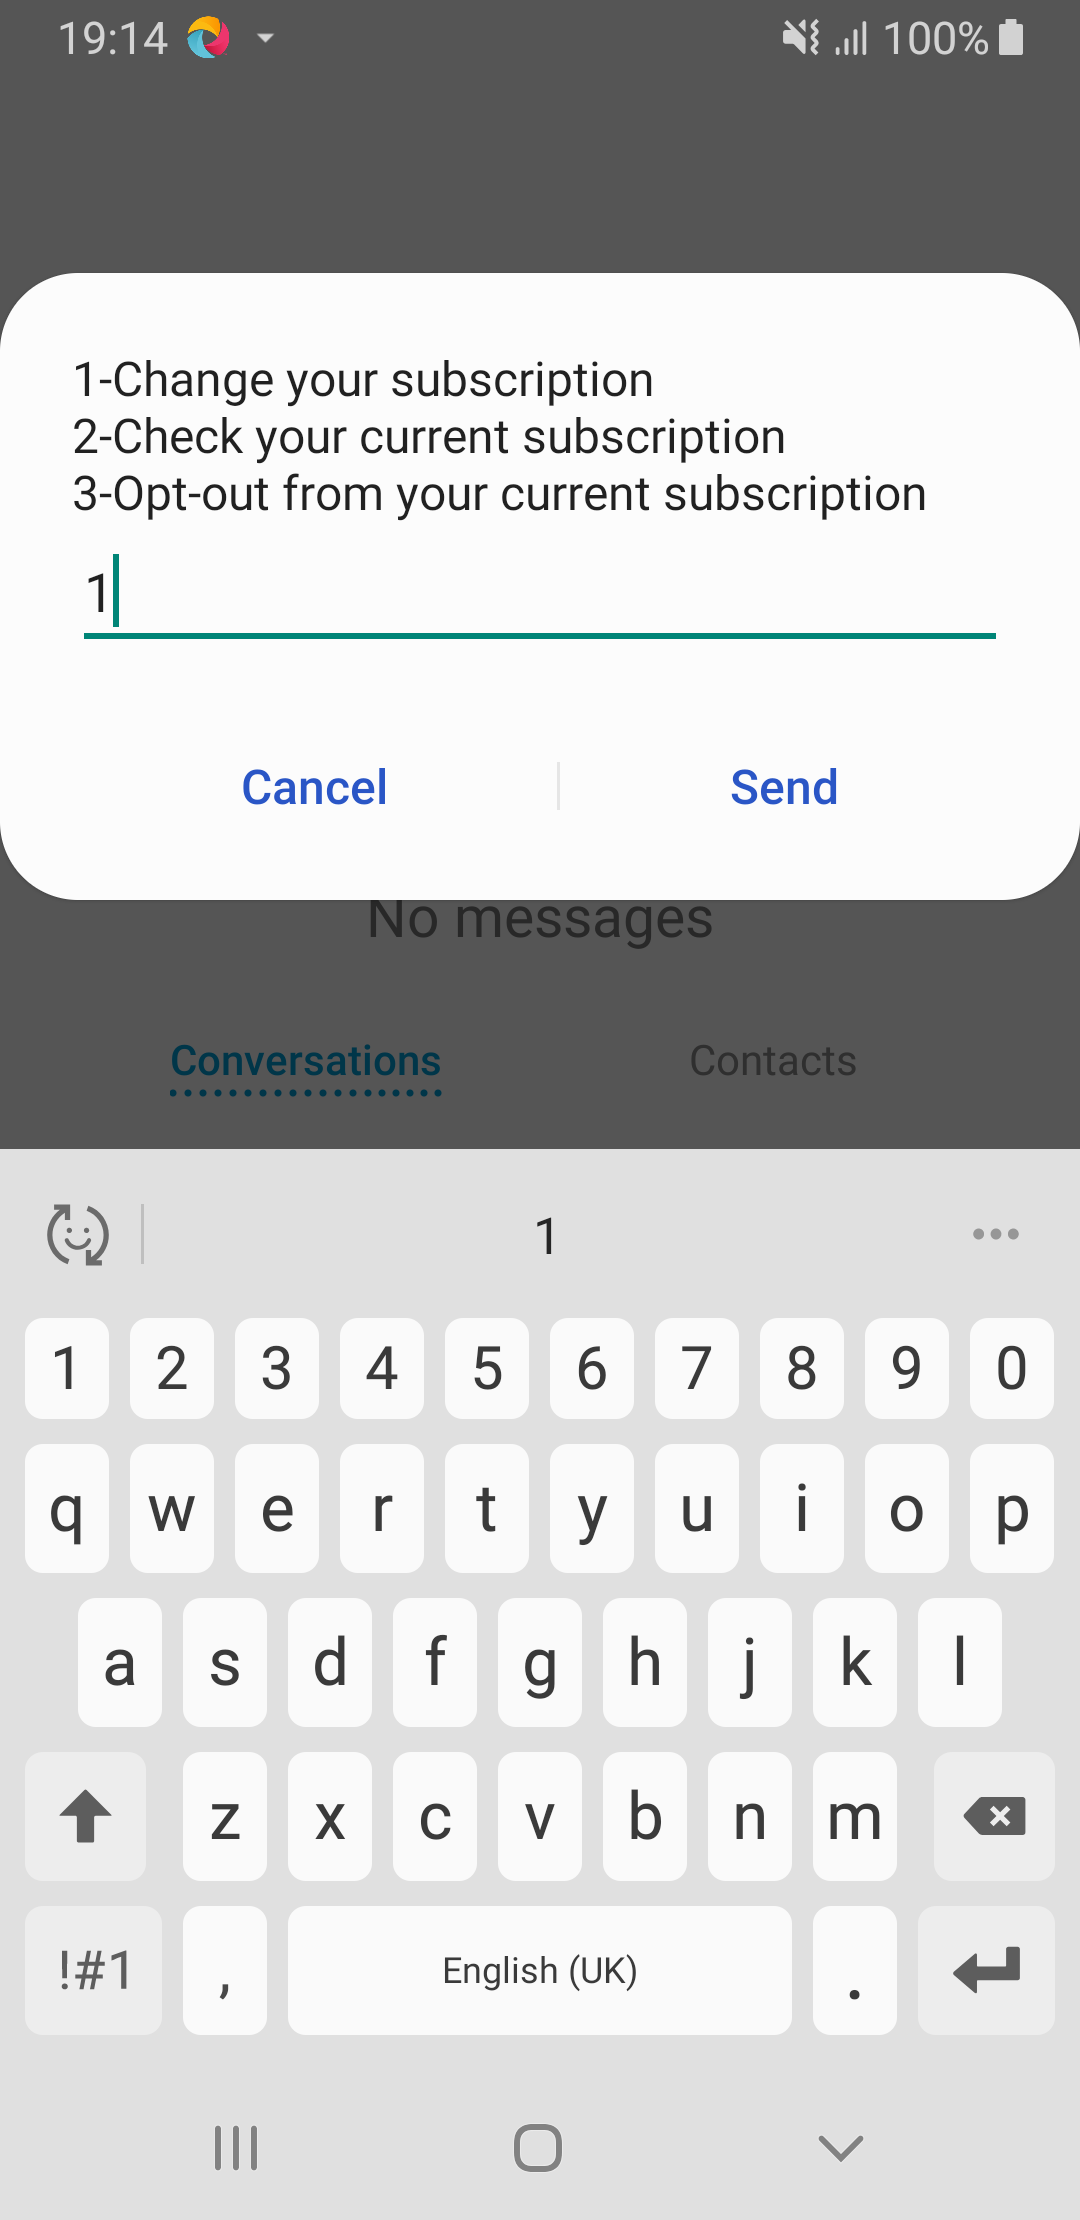 19:14 100%
1-Change your subscription
2-Check your current subscription
3-Opt-out from your current subscription
1
Cancel Send
No messages
Conversations Contacts
1
1 2 3 4 5 6 7 8 9 0
q w e r t y u i o p
a s d f g h j k l
z x c v b n m
!#1 , English (UK) .